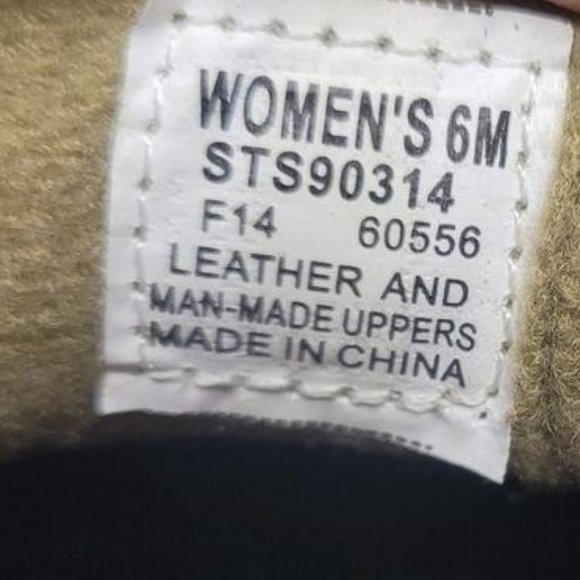 WOMEN'S 6M
STS90314
F14 60556
LEATHER AND
MAN-MADE UPPERS
MADE IN CHINA